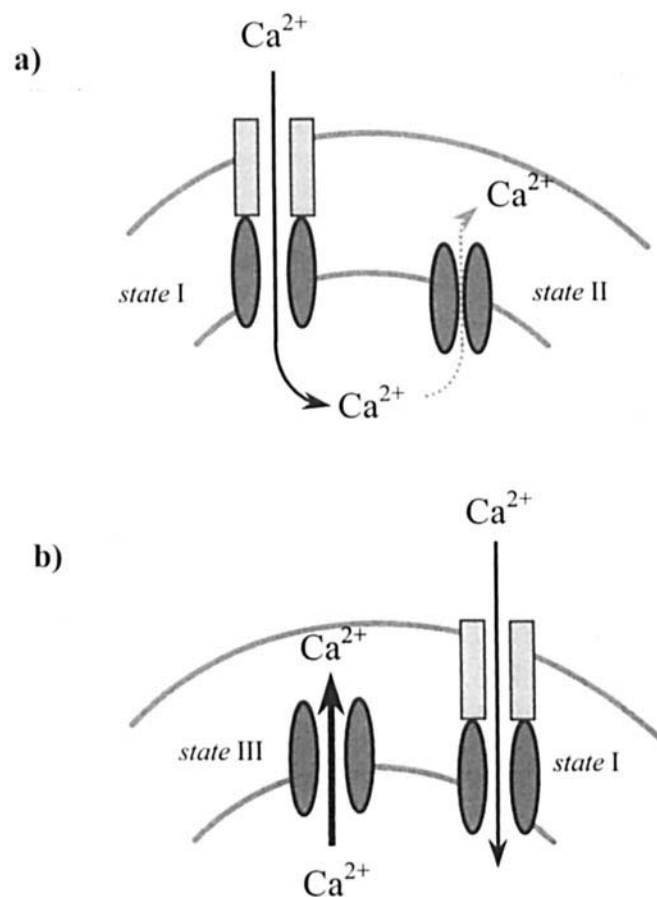 a)
Ca²⁺
Ca²⁺
state I
state II
Ca²⁺
b)
Ca²⁺
Ca²⁺
state III
state I
Ca²⁺